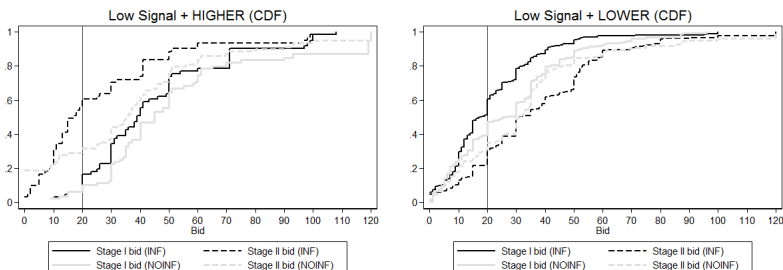 Low Signal + HIGHER (CDF)
1
.8
.6
.4
.2
0
0 10 20 30 40 50 60 70 80 90 100 110 120
Bid
Stage I bid (INF) Stage II bid (INF)
Stage I bid (NOINF) Stage II bid (NOINF)
Low Signal + LOWER (CDF)
1
.8
.6
.4
.2
0
0 10 20 30 40 50 60 70 80 90 100 110 120
Bid
Stage I bid (INF) Stage II bid (INF)
Stage I bid (NOINF) Stage II bid (NOINF)